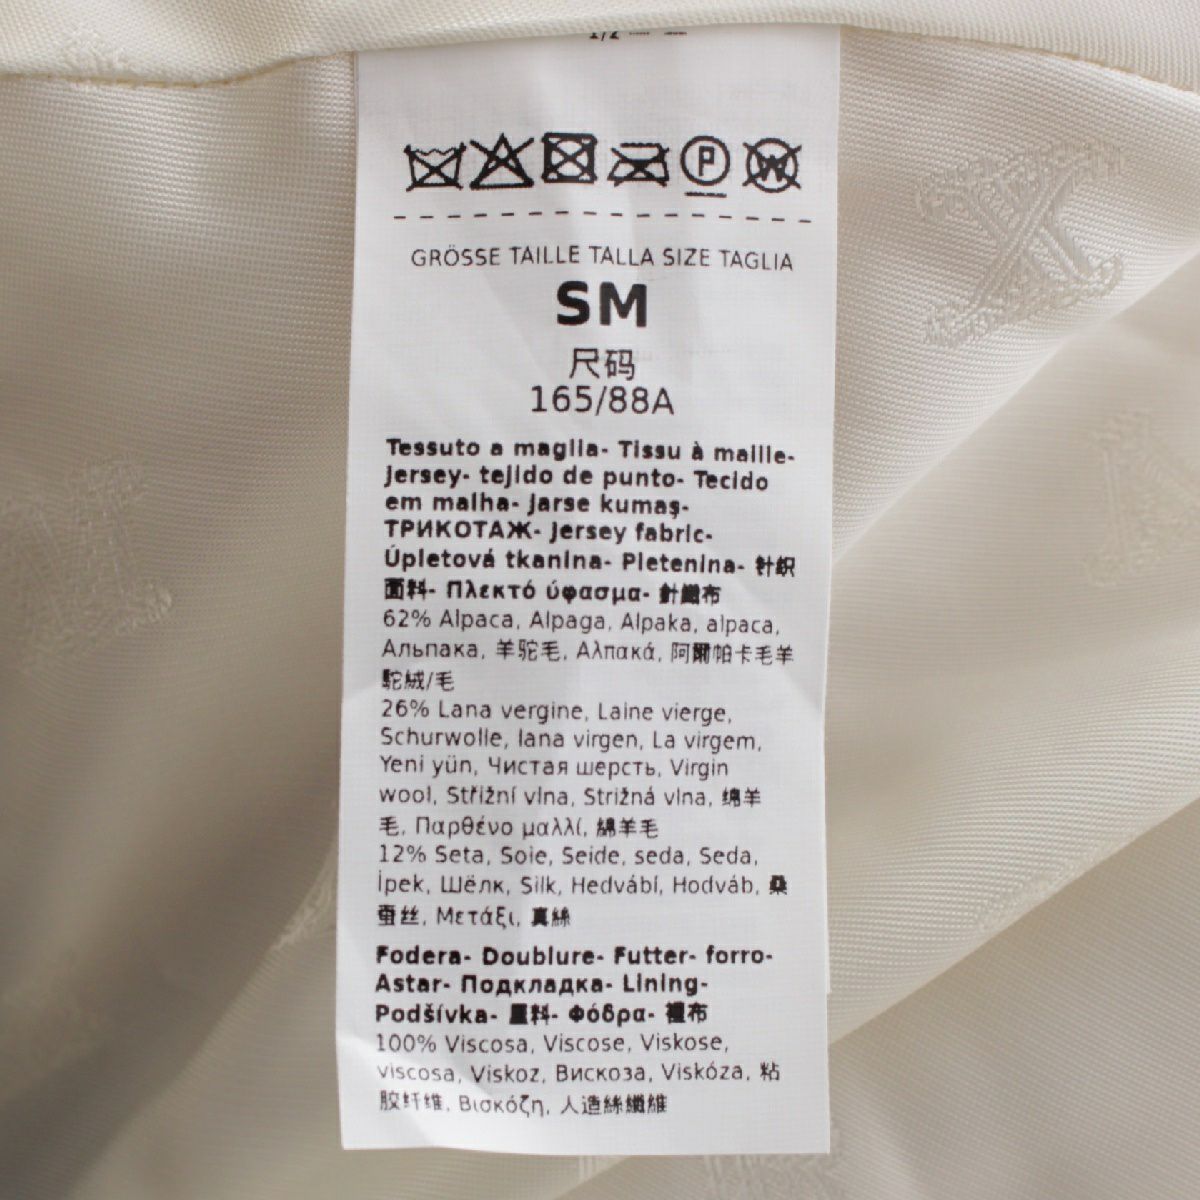 GRÖSSE TAILLE TALLA SIZE TAGLIA
SM
尺码
165/88A
Tessuto a maglia- Tissu à maille-
Jersey- tejido de punto- Tecido
em malha- Jarse kumaş-
ТРИКОТАЖ- Jersey fabric-
Úpletová tkanina- Pletenina- 针织
面料- Πλεκτό ύφασμα- 針織布
62% Alpaca, Alpaga, Alpaka, alpaca,
Альпака, 羊驼毛, Αλπακά, 阿爾帕卡毛羊
駝絨/毛
26% Lana vergine, Laine vierge,
Schurwolle, lana virgen, La virgem,
Yeni yün, Чистая шерсть, Virgin
wool, Střižní vlna, Strižná vlna, 绵羊
毛, Παρθένο μαλλί, 綿羊毛
12% Seta, Soie, Seide, seda, Seda,
İpek, Шёлк, Silk, Hedvábí, Hodváb, 桑
蚕丝, Μετάξι, 真絲
Fodera- Doublure- Futter- forro-
Astar- Подкладка- Lining-
Podšívka- 里料- Φόδρα- 裡布
100% Viscosa, Viscose, Viskose,
viscosa, Viskoz, Вискоза, Viskóza, 粘
胶纤维, Βισκόζη, 人造絲纖維